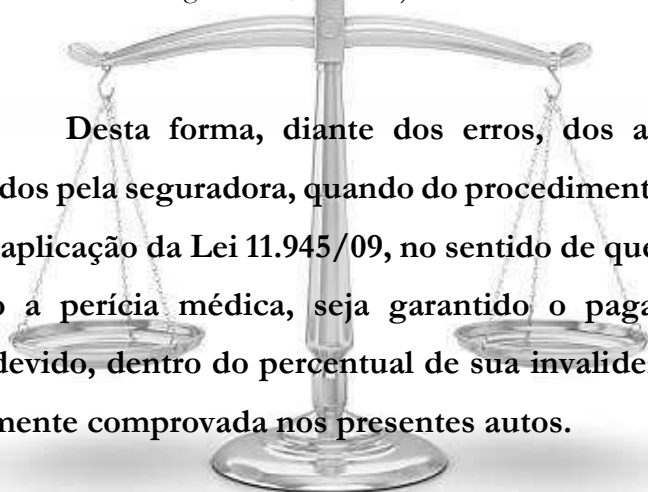 Desta forma, diante dos erros, dos a
dos pela seguradora, quando do procediment
aplicação da Lei 11.945/09, no sentido de que
o a perícia médica, seja garantido o paga
devido, dentro do percentual de sua invalide
mente comprovada nos presentes autos.